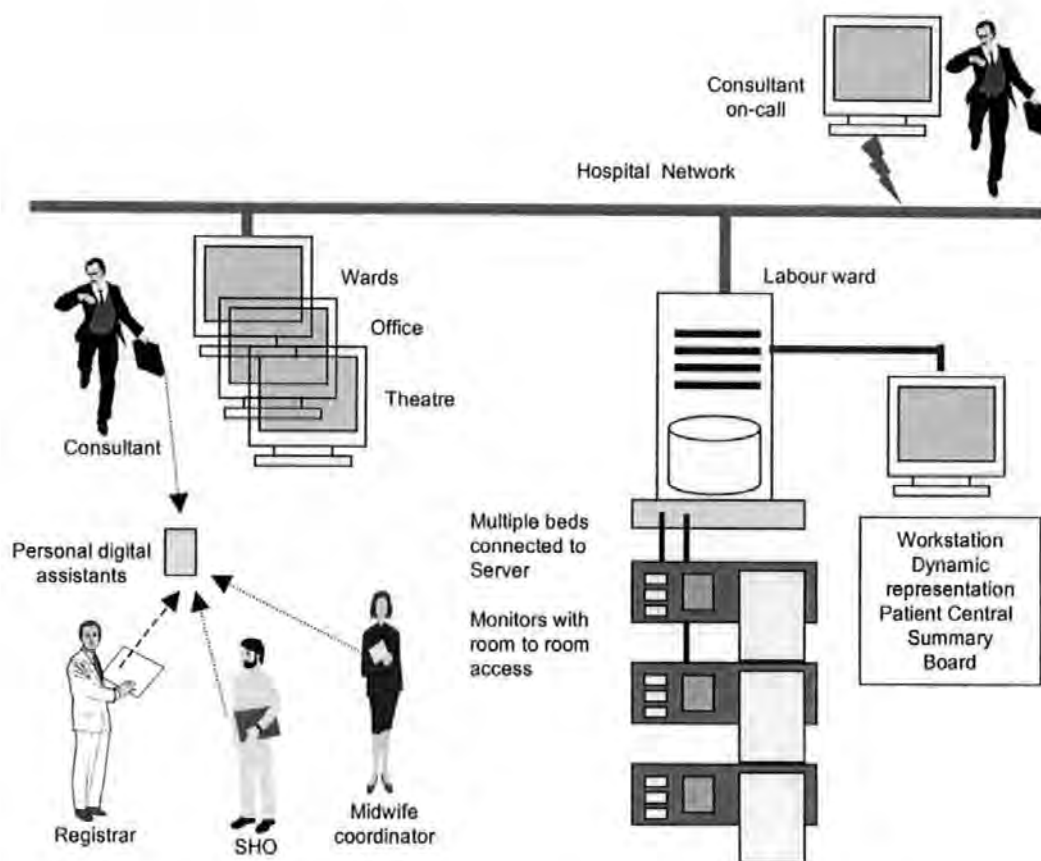 Consultant
on-call
Hospital Network
Wards
Office
Theatre
Labour ward
Consultant
Personal digital
assistants
Registrar
SHO
Midwife
coordinator
Multiple beds
connected to
Server
Monitors with
room to room
access
Workstation
Dynamic
representation
Patient Central
Summary
Board